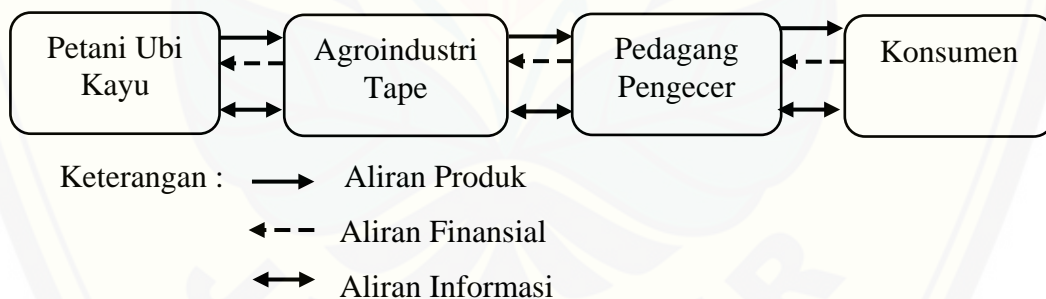 Petani Ubi
Kayu
Agroindustri
Tape
Pedagang
Pengecer
Konsumen
Keterangan :
Aliran Produk
Aliran Finansial
Aliran Informasi